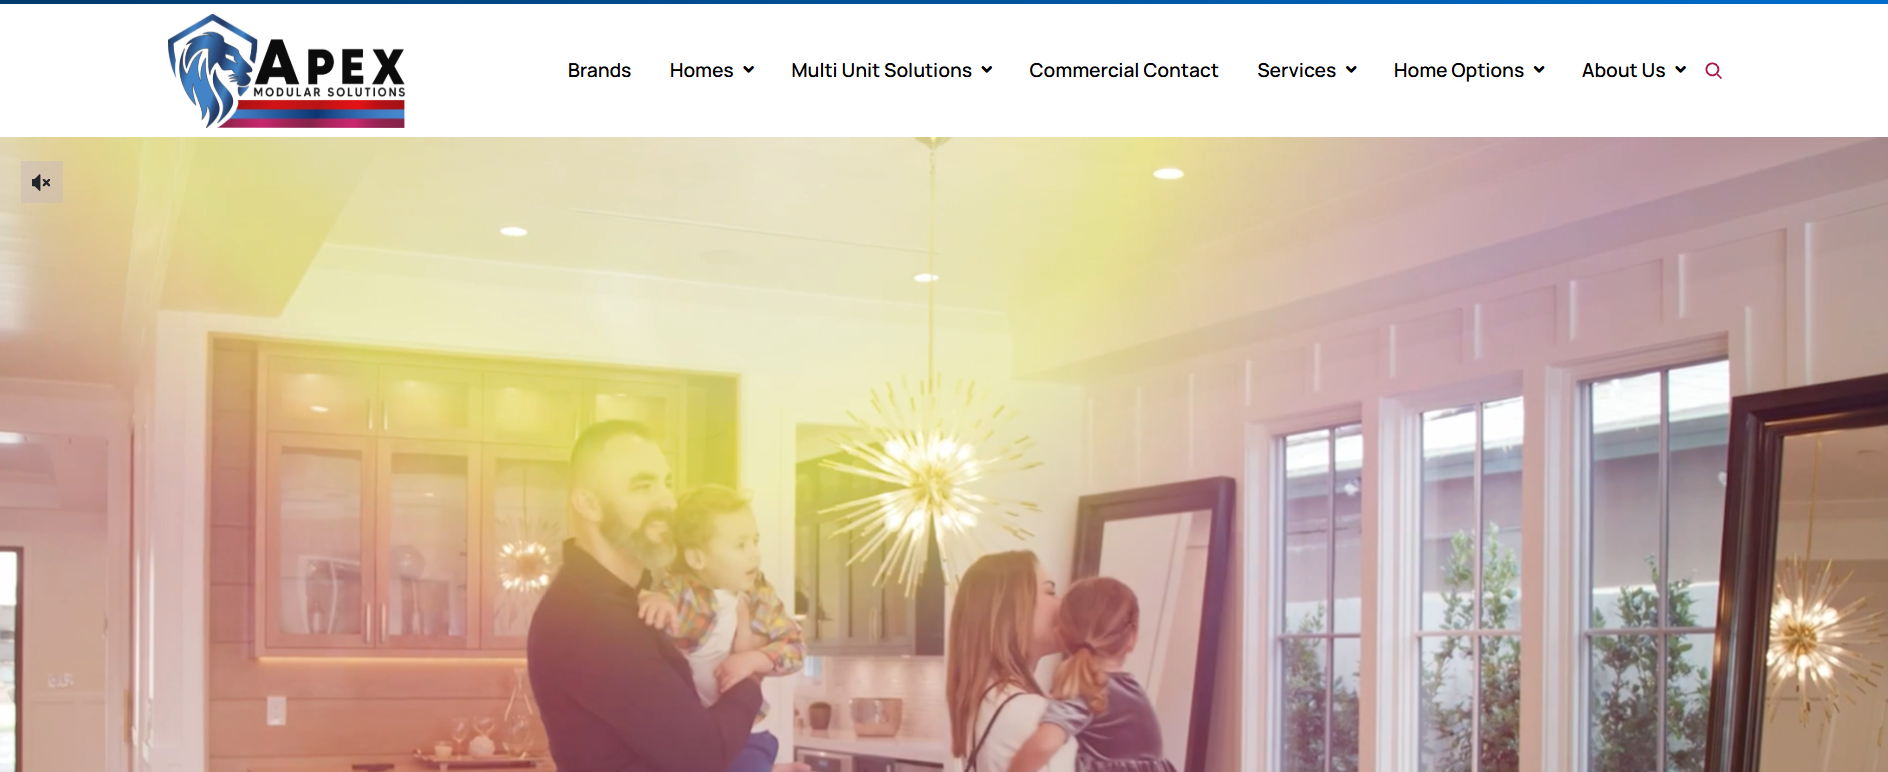 APEX
MODULAR SOLUTIONS
Brands Homes Multi Unit Solutions Commercial Contact Services Home Options About Us